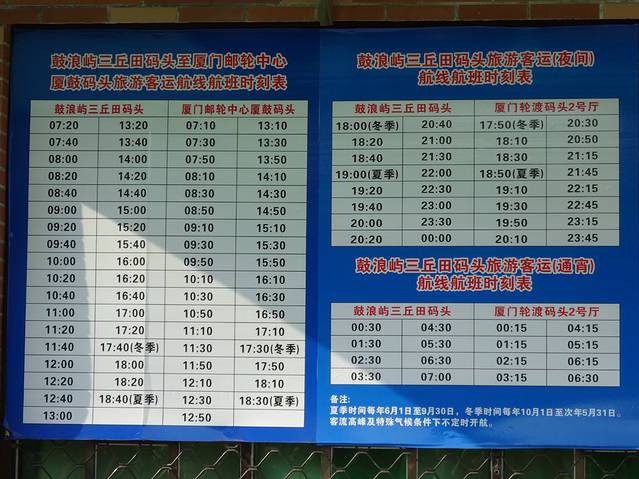 鼓浪屿三丘田码头至厦门邮轮中心
厦鼓码头旅游客运航线航班时刻表
鼓浪屿三丘田码头 厦门邮轮中心厦鼓码头
07:20 13:20 07:10 13:10
07:40 13:40 07:30 13:30
08:00 14:00 07:50 13:50
08:20 14:20 08:10 14:10
08:40 14:40 08:30 14:30
09:00 15:00 08:50 14:50
09:20 15:20 09:10 15:10
09:40 15:40 09:30 15:30
10:00 16:00 09:50 15:50
10:20 16:20 10:10 16:10
10:40 16:40 10:30 16:30
11:00 17:00 10:50 16:50
11:20 17:20 11:10 17:10
11:40 17:40(冬季) 11:30 17:30(冬季)
12:00 18:00 11:50 17:50
12:20 18:20 12:10 18:10
12:40 18:40(夏季) 12:30 18:30(夏季)
13:00 12:50
鼓浪屿三丘田码头旅游客运(夜间)
航线航班时刻表
鼓浪屿三丘田码头 厦门轮渡码头2号厅
18:00(冬季) 20:40 17:50(冬季) 20:30
18:20 21:00 18:10 20:50
18:40 21:30 18:30 21:15
19:00(夏季) 22:00 18:50(夏季) 21:45
19:20 22:30 19:10 22:15
19:40 23:00 19:30 22:45
20:00 23:30 19:50 23:15
20:20 00:00 20:10 23:45
鼓浪屿三丘田码头旅游客运(通宵)
航线航班时刻表
鼓浪屿三丘田码头 厦门轮渡码头2号厅
00:30 04:30 00:15 04:15
01:30 05:30 01:15 05:15
02:30 06:30 02:15 06:15
03:30 07:00 03:15 06:30
备注:
夏季时间每年6月1日至9月30日，冬季时间每年10月1日至次年5月31日。
客流高峰及特殊气候条件下不定时开航。